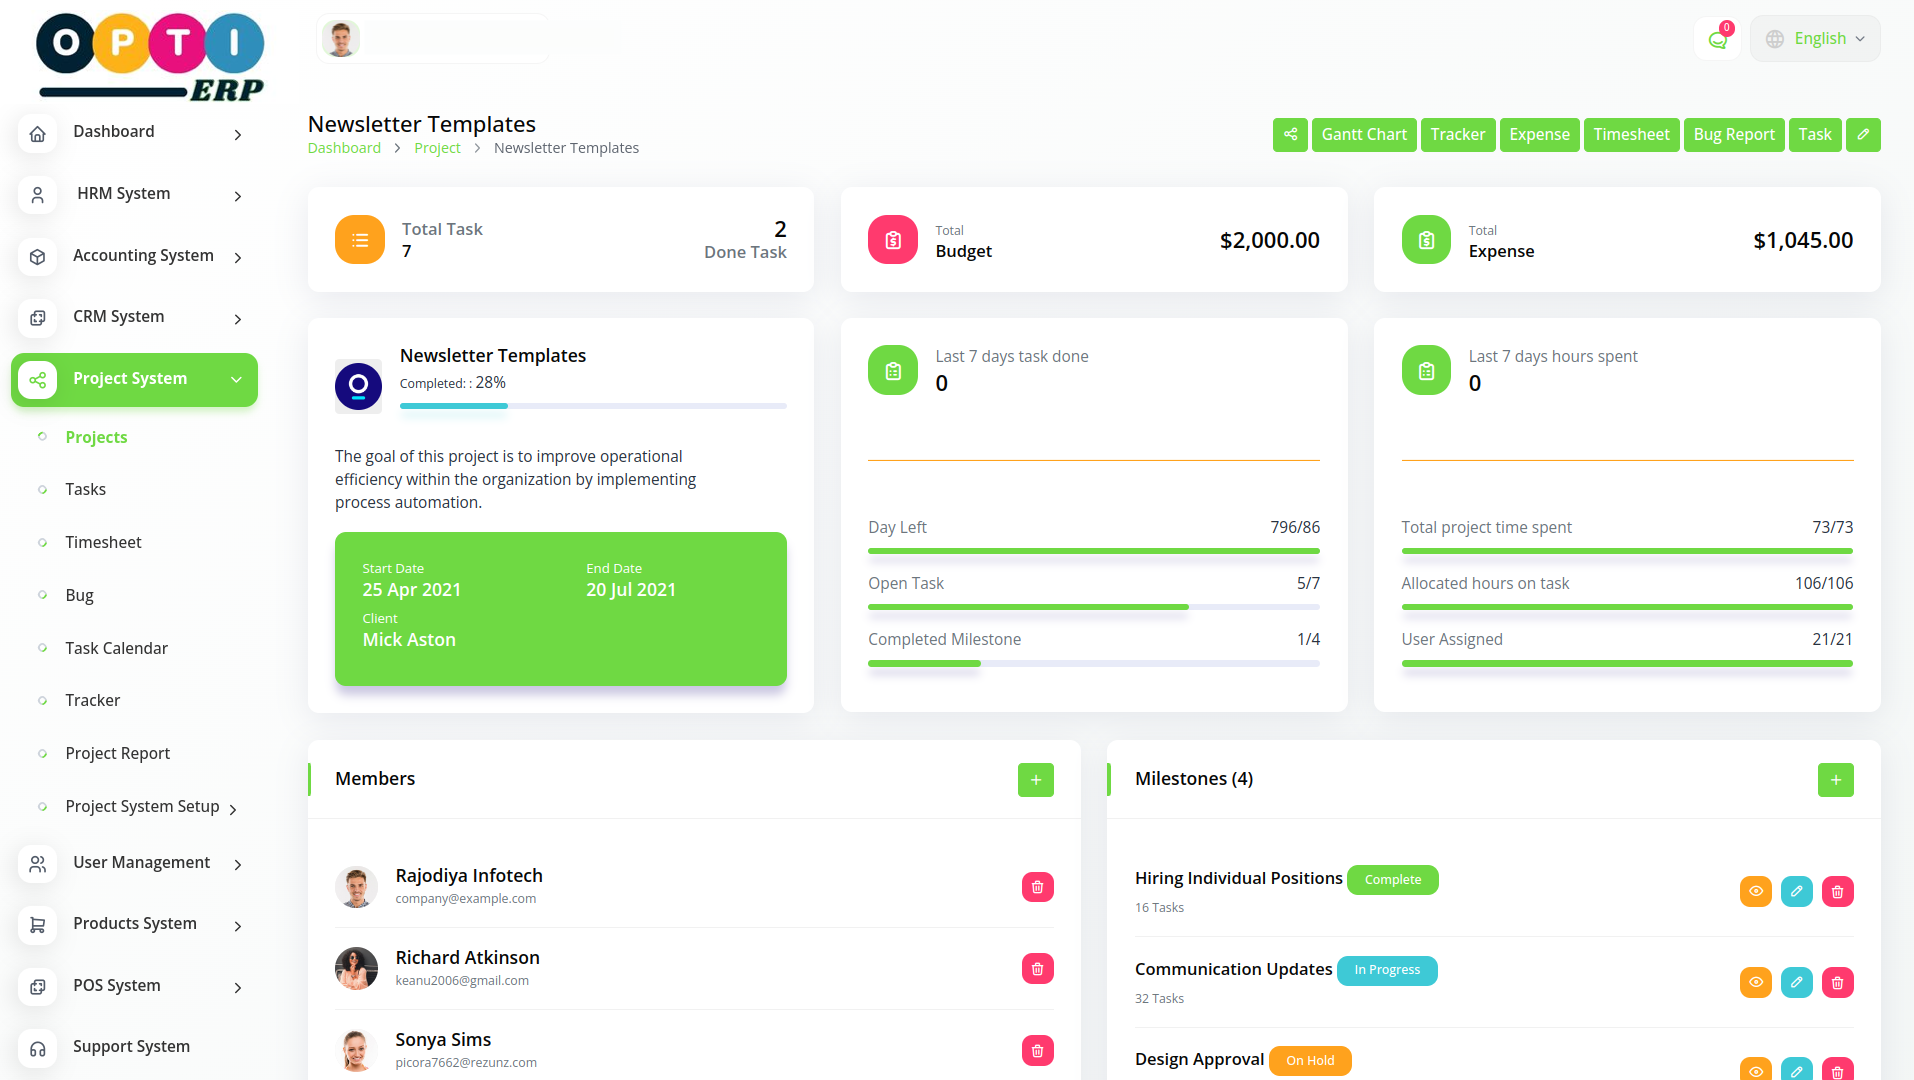 OPTI
ERP
0
English
Dashboard
HRM System
Accounting System
CRM System
Project System
Projects
Tasks
Timesheet
Bug
Task Calendar
Tracker
Project Report
Project System Setup
User Management
Products System
POS System
Support System
Newsletter Templates
Dashboard > Project > Newsletter Templates
Gantt Chart
Tracker
Expense
Timesheet
Bug Report
Task
Total Task
7
2
Done Task
Total
Budget
$2,000.00
Total
Expense
$1,045.00
Newsletter Templates
Completed: : 28%
The goal of this project is to improve operational
efficiency within the organization by implementing
process automation.
Start Date
25 Apr 2021
End Date
20 Jul 2021
Client
Mick Aston
Last 7 days task done
0
Day Left 796/86
Open Task 5/7
Completed Milestone 1/4
Last 7 days hours spent
0
Total project time spent 73/73
Allocated hours on task 106/106
User Assigned 21/21
Members
+
Rajodiya Infotech
company@example.com
Richard Atkinson
keanu2006@gmail.com
Sonya Sims
picora7662@rezunz.com
Milestones (4)
+
Hiring Individual Positions Complete
16 Tasks
Communication Updates In Progress
32 Tasks
Design Approval On Hold